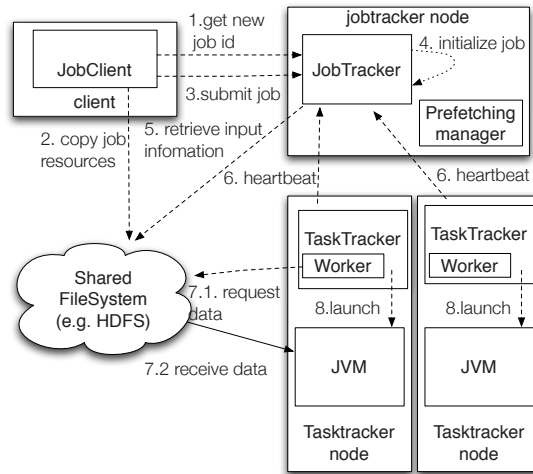 1.get new
job id
jobtracker node
4. initialize job
JobClient
JobTracker
client
3.submit job
Prefetching
manager
2. copy job
resources
5. retrieve input
infomation
6. heartbeat
6. heartbeat
TaskTracker
Worker
TaskTracker
Worker
Shared
FileSystem
(e.g. HDFS)
7.1. request
data
8.launch
8.launch
7.2 receive data
JVM
JVM
Tasktracker
node
Tasktracker
node